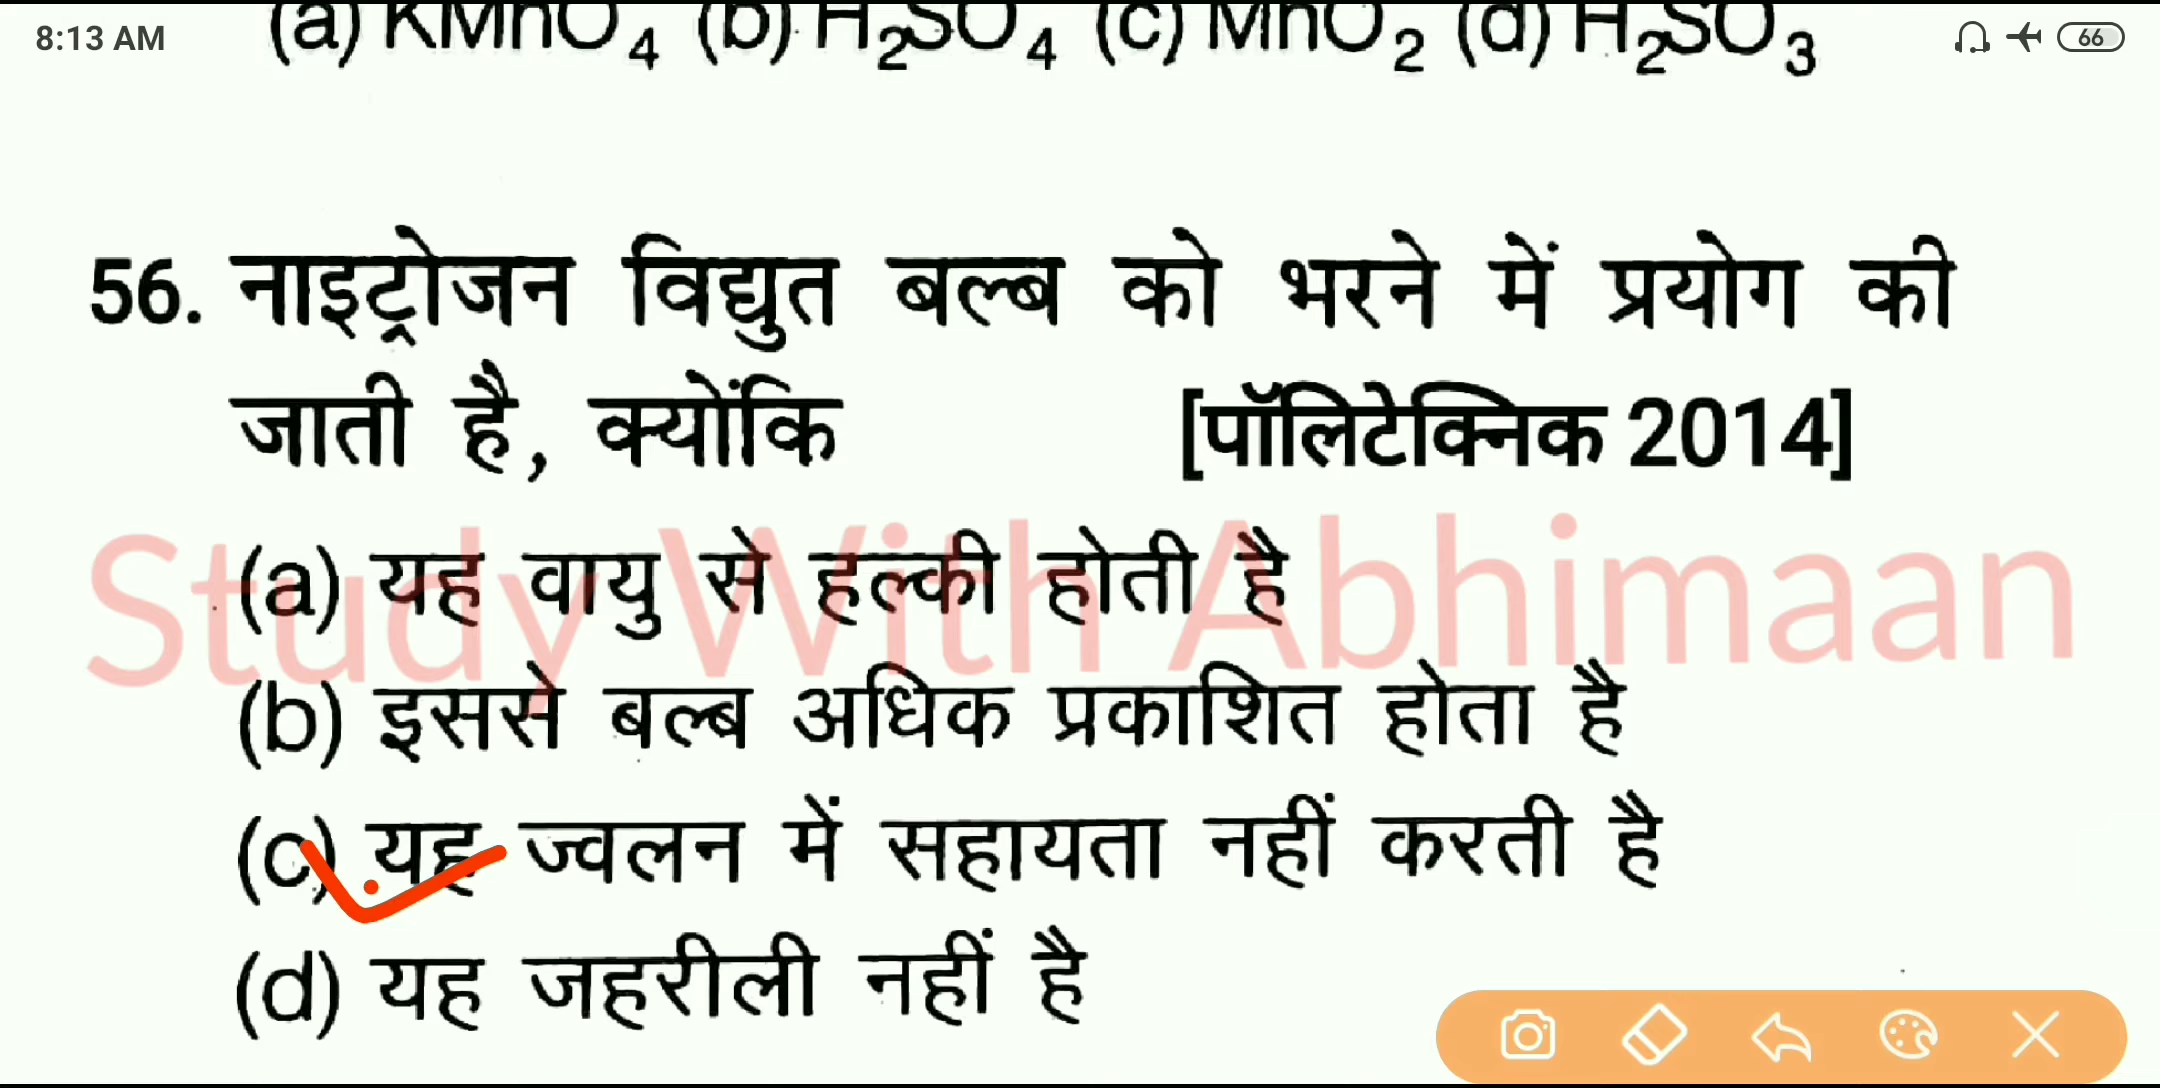 8:13 AM
(a) KMnO₄ (b) H₂SO₄ (c) MnO₂ (d) H₂SO₃
66
56. नाइट्रोजन विद्युत बल्ब को भरने में प्रयोग की
जाती है, क्योंकि [पॉलिटेक्निक 2014]
Study With Abhimaan
(a) यह वायु से हल्की होती है
(b) इससे बल्ब अधिक प्रकाशित होता है
(c) यह ज्वलन में सहायता नहीं करती है
(d) यह जहरीली नहीं है